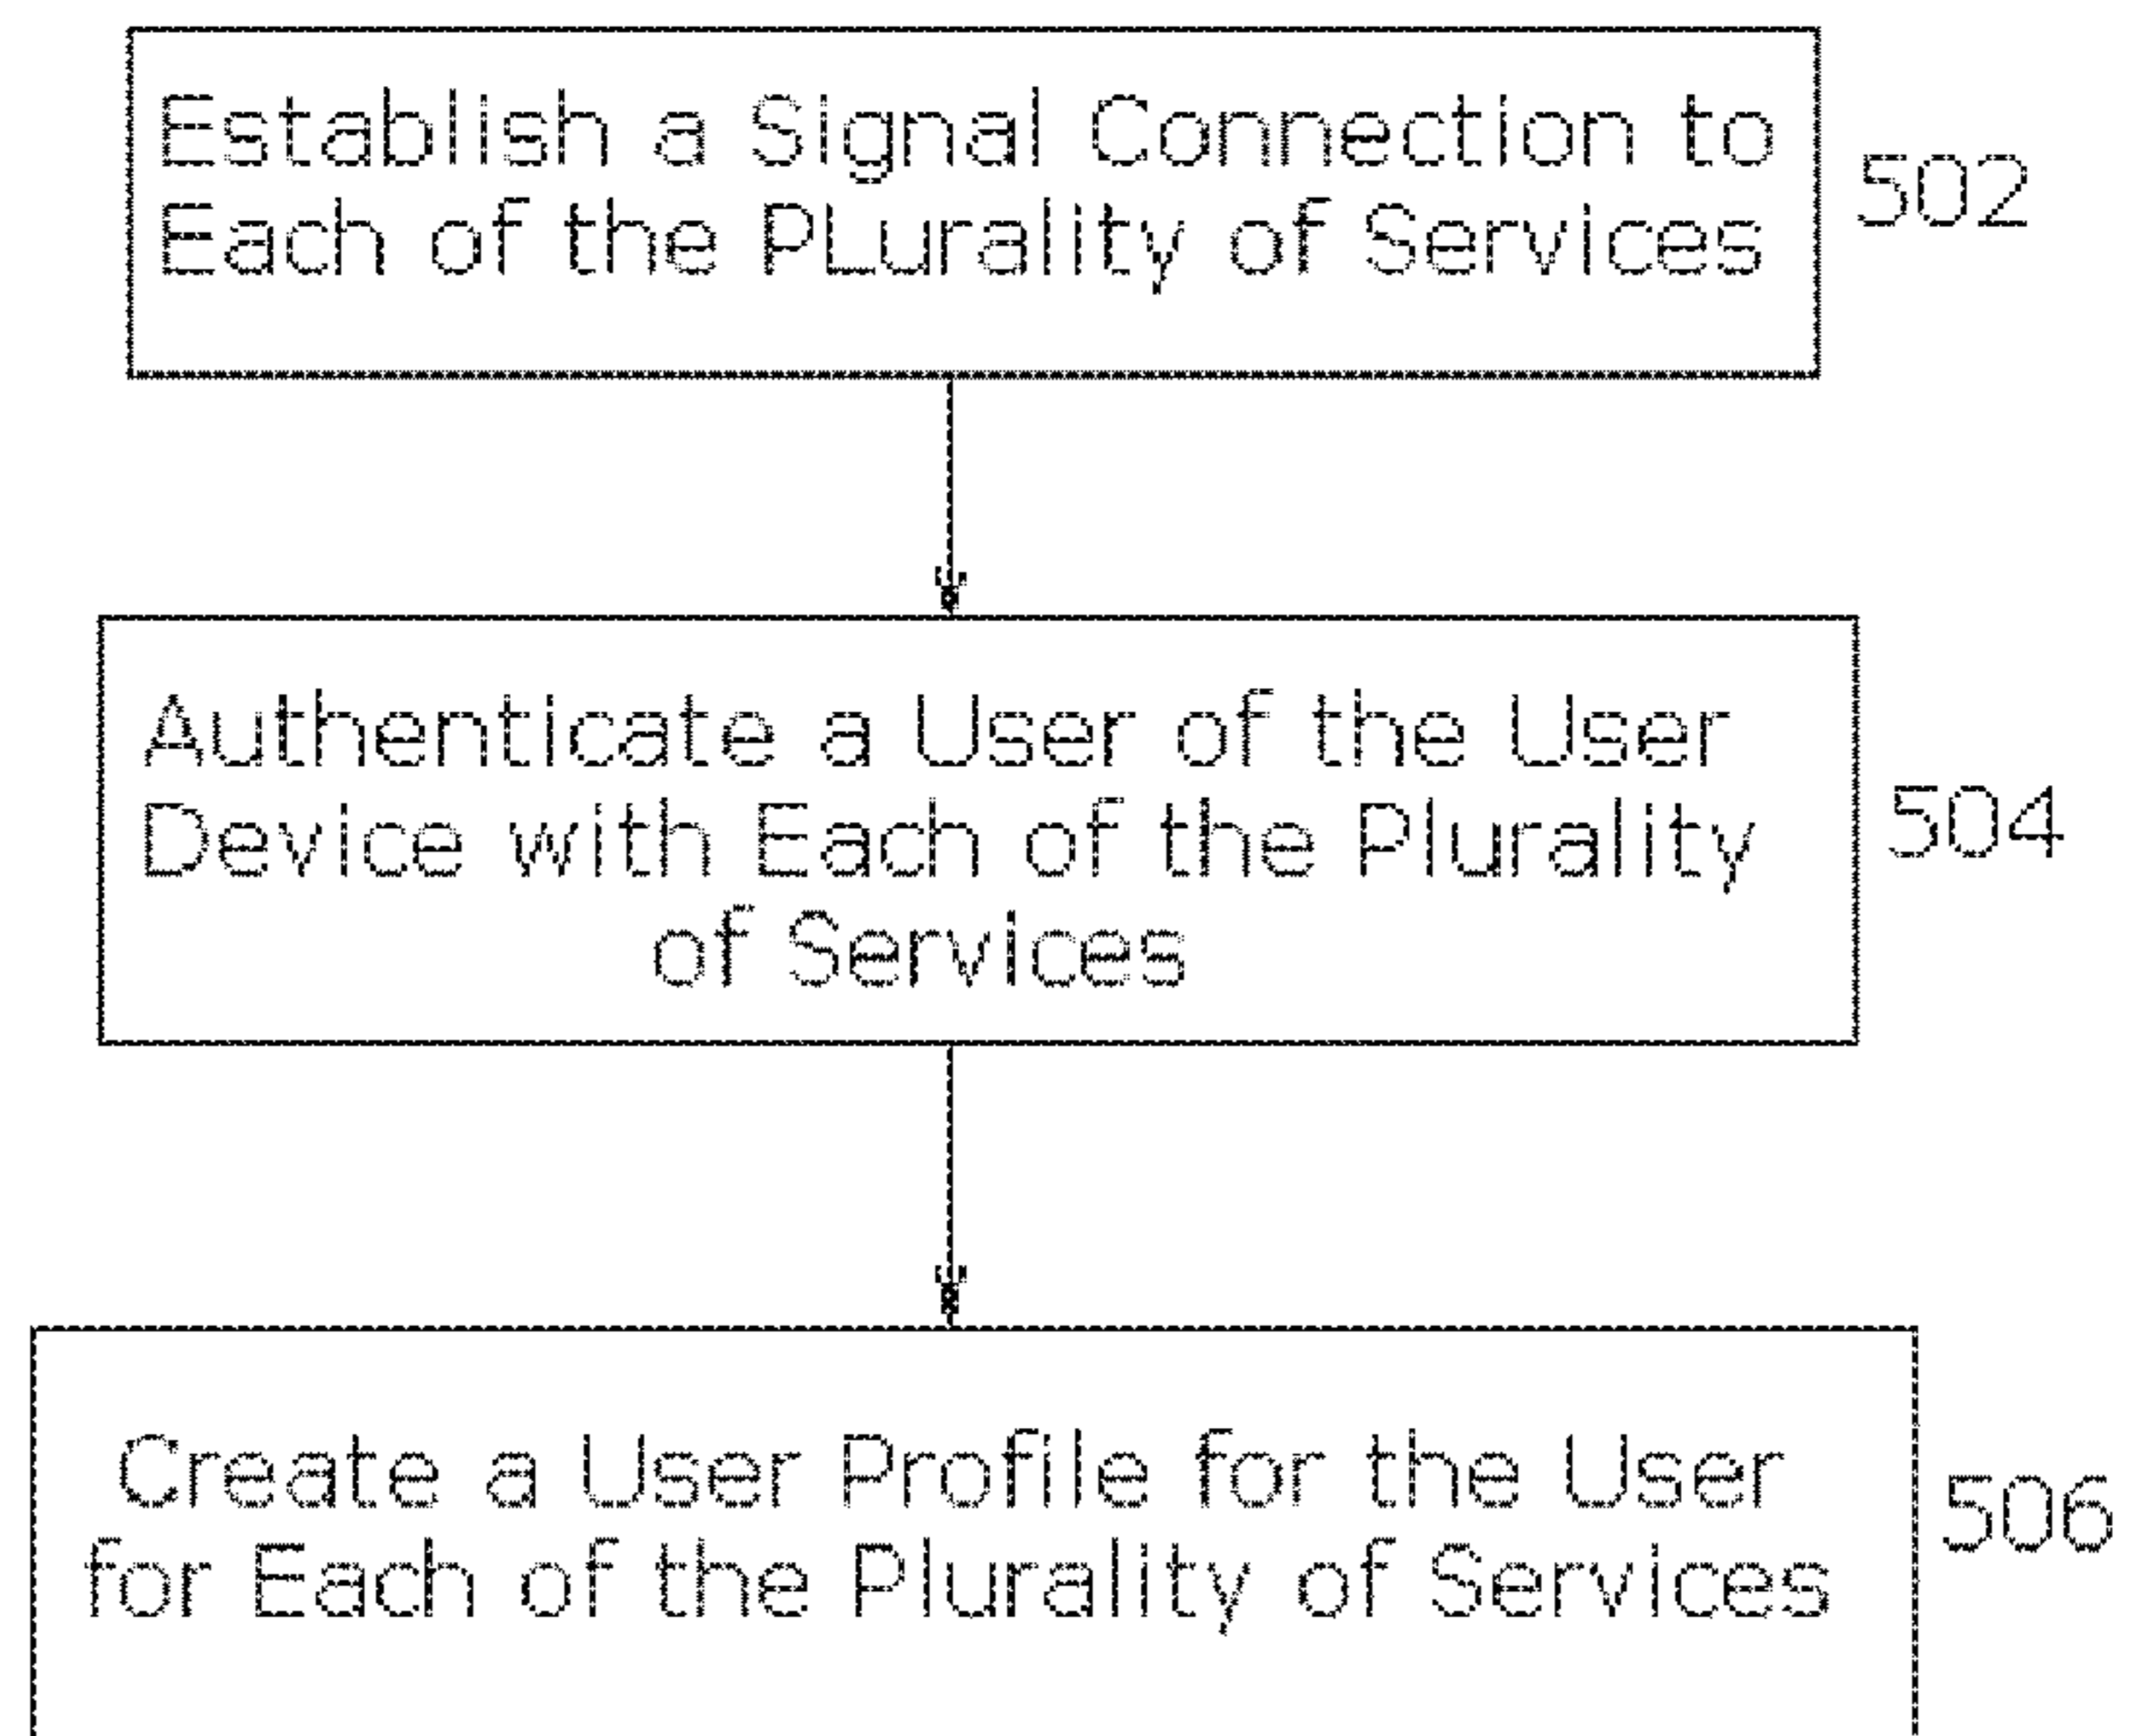 Establish a Signal Connection to
Each of the PLurality of Services
502
Authenticate a User of the User
Device with Each of the Plurality
of Services
504
Create a User Profile for the User
for Each of the Plurality of Services
506